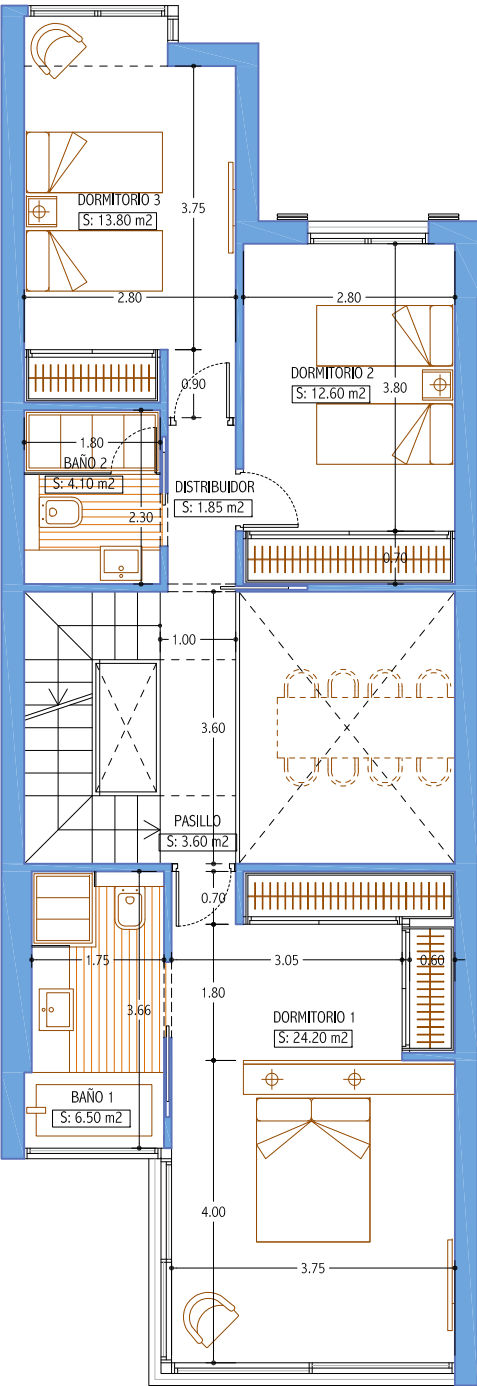 DORMITORIO 3
S: 13.80 m2
3.75
2.80
2.80
DORMITORIO 2
S: 12.60 m2
3.80
0.90
1.80
BAÑO 2
S: 4.10 m2
2.30
DISTRIBUIDOR
S: 1.85 m2
0.70
1.00
3.60
PASILLO
S: 3.60 m2
0.70
1.75
3.05
0.60
1.80
3.66
DORMITORIO 1
S: 24.20 m2
BAÑO 1
S: 6.50 m2
4.00
3.75